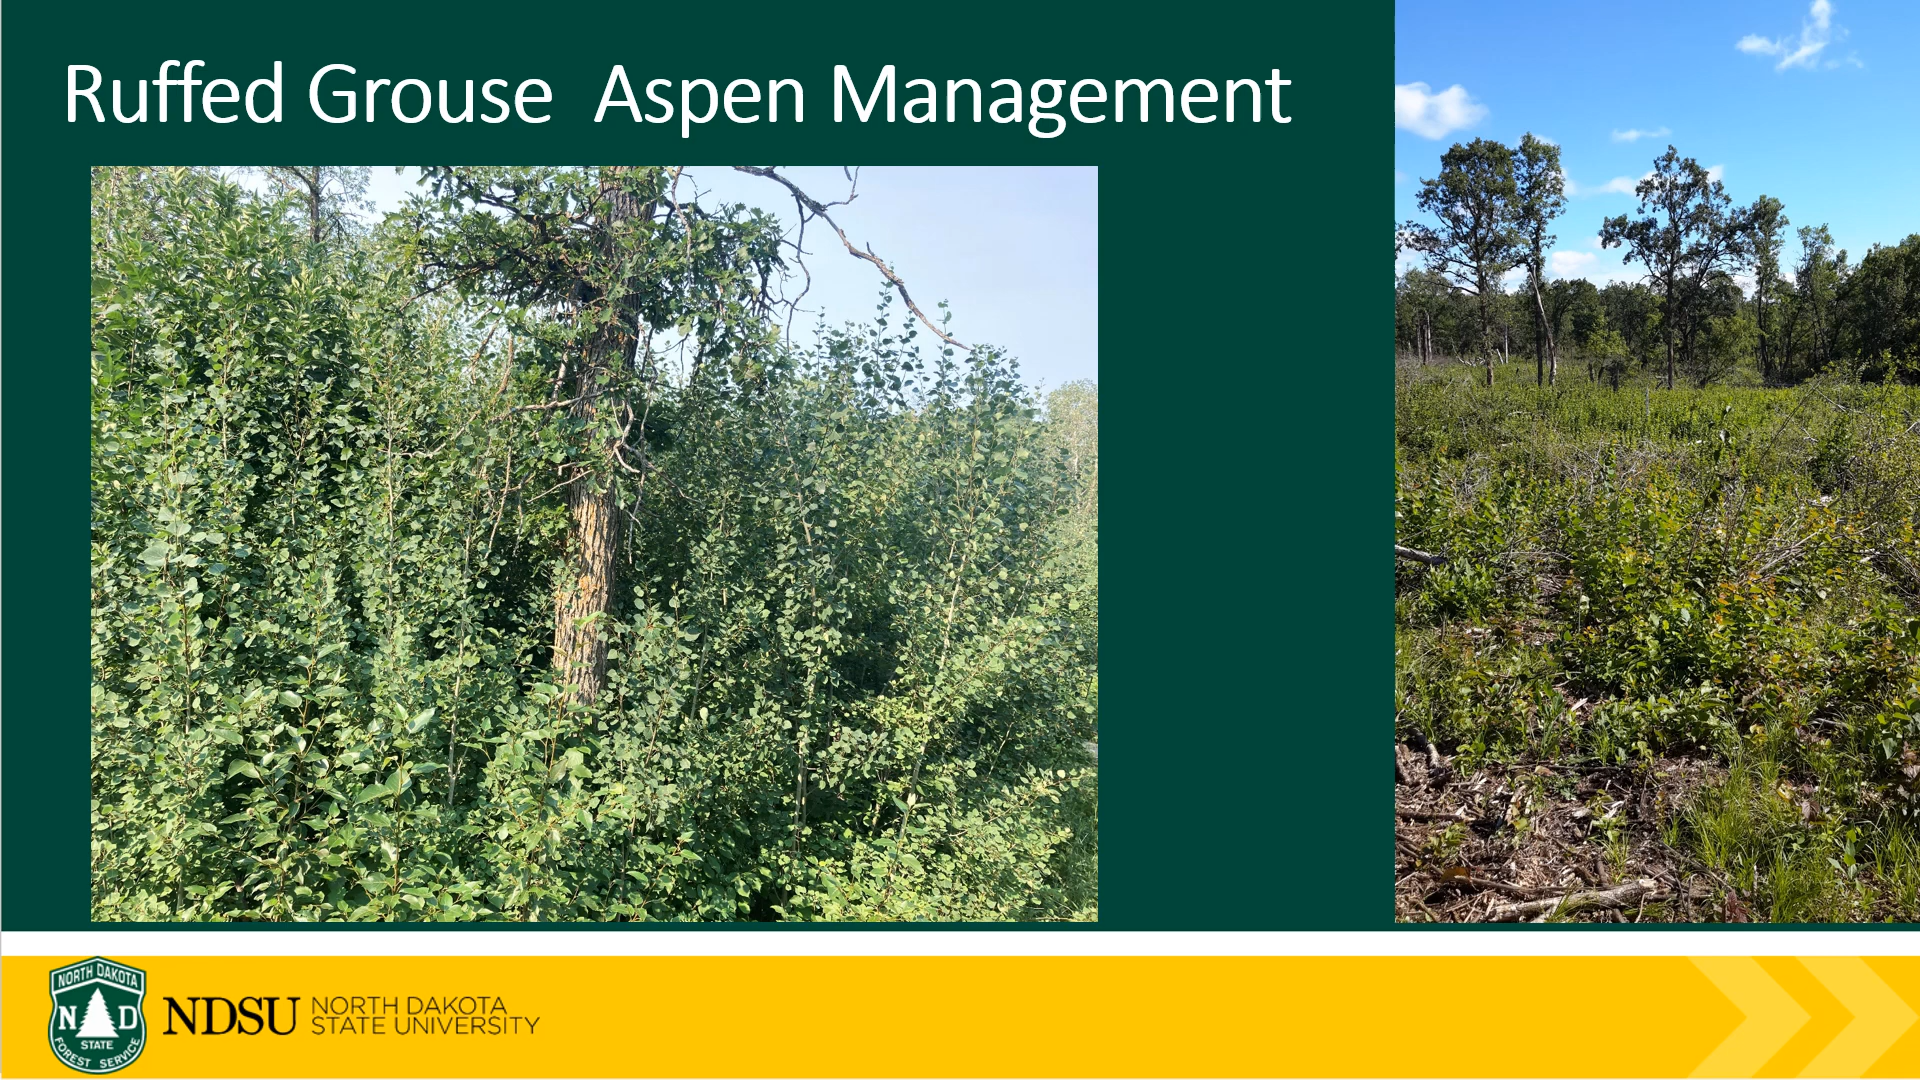 Ruffed Grouse  Aspen Management
NORTH DAKOTA
N D
STATE
FOREST SERVICE
NDSU
NORTH DAKOTA
STATE UNIVERSITY